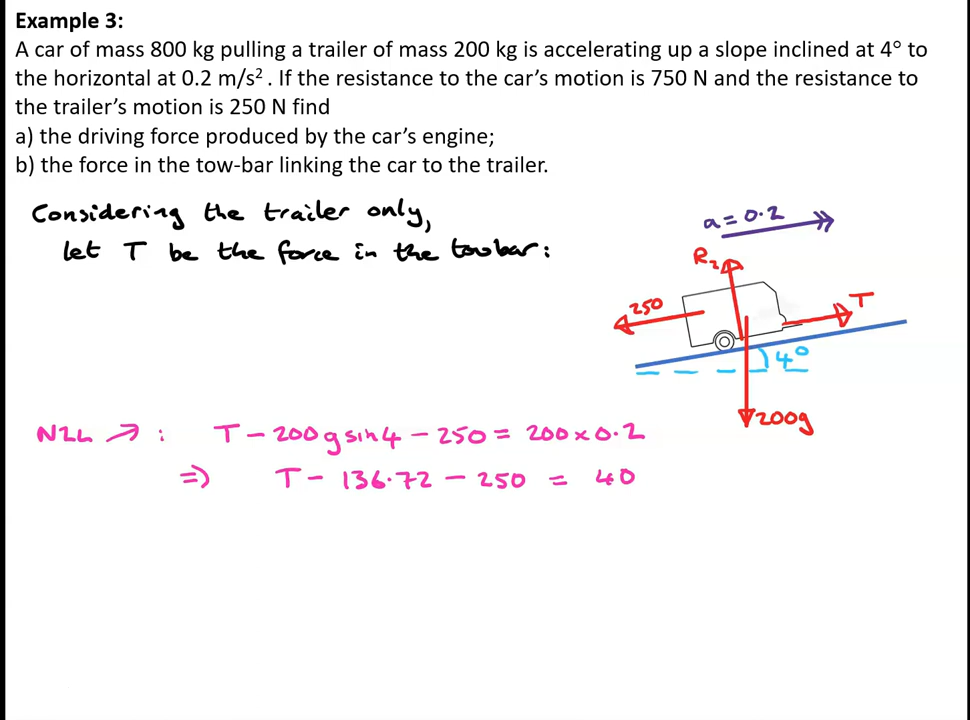 Example 3:
A car of mass 800 kg pulling a trailer of mass 200 kg is accelerating up a slope inclined at 4° to
the horizontal at 0.2 m/s². If the resistance to the car's motion is 750 N and the resistance to
the trailer's motion is 250 N find
a) the driving force produced by the car's engine;
b) the force in the tow-bar linking the car to the trailer.
Considering the trailer only,
let T be the force in the towbar:
a = 0.2
R₂
250
T
4°
200g
N2L ↗ : T - 200g sin 4 - 250 = 200 × 0.2
⇒ T - 136.72 - 250 = 40